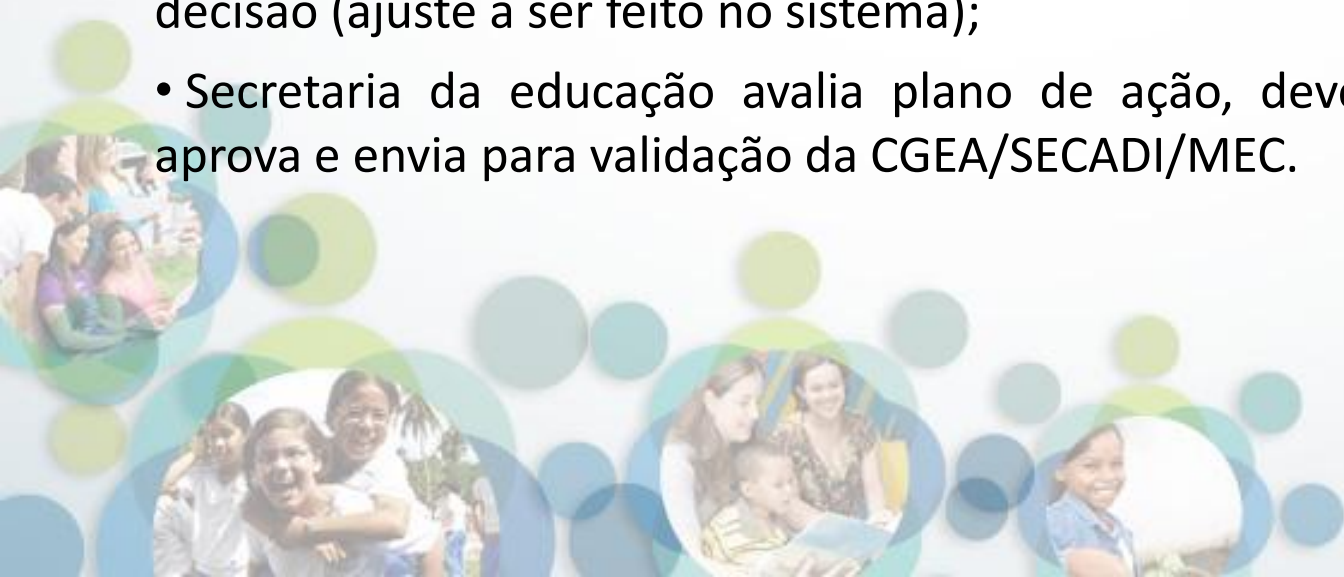 decisão (ajuste a ser feito no sistema);
• Secretaria da educação avalia plano de ação,
aprova e envia para validação da CGEA/SECADI/MEC.